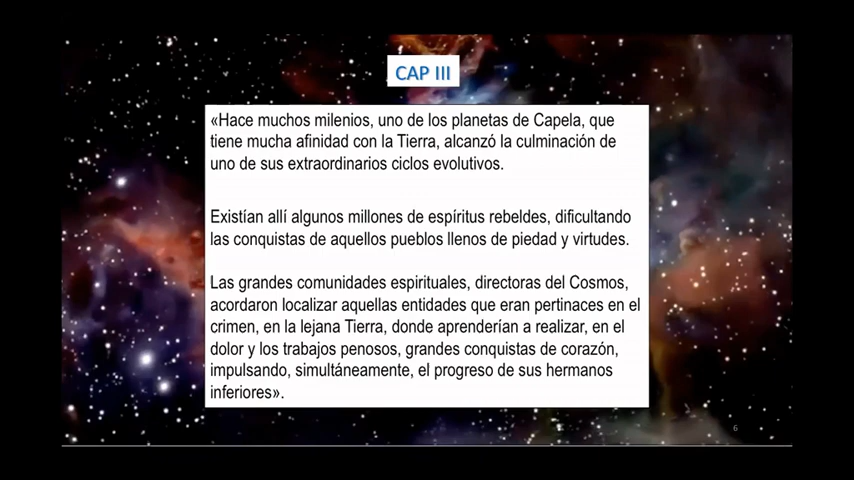 CAP III
«Hace muchos milenios, uno de los planetas de Capela, que
tiene mucha afinidad con la Tierra, alcanzó la culminación de
uno de sus extraordinarios ciclos evolutivos.
Existían allí algunos millones de espíritus rebeldes, dificultando
las conquistas de aquellos pueblos llenos de piedad y virtudes.
Las grandes comunidades espirituales, directoras del Cosmos,
acordaron localizar aquellas entidades que eran pertinaces en el
crimen, en la lejana Tierra, donde aprenderían a realizar, en el
dolor y los trabajos penosos, grandes conquistas de corazón,
impulsando, simultáneamente, el progreso de sus hermanos
inferiores».
6